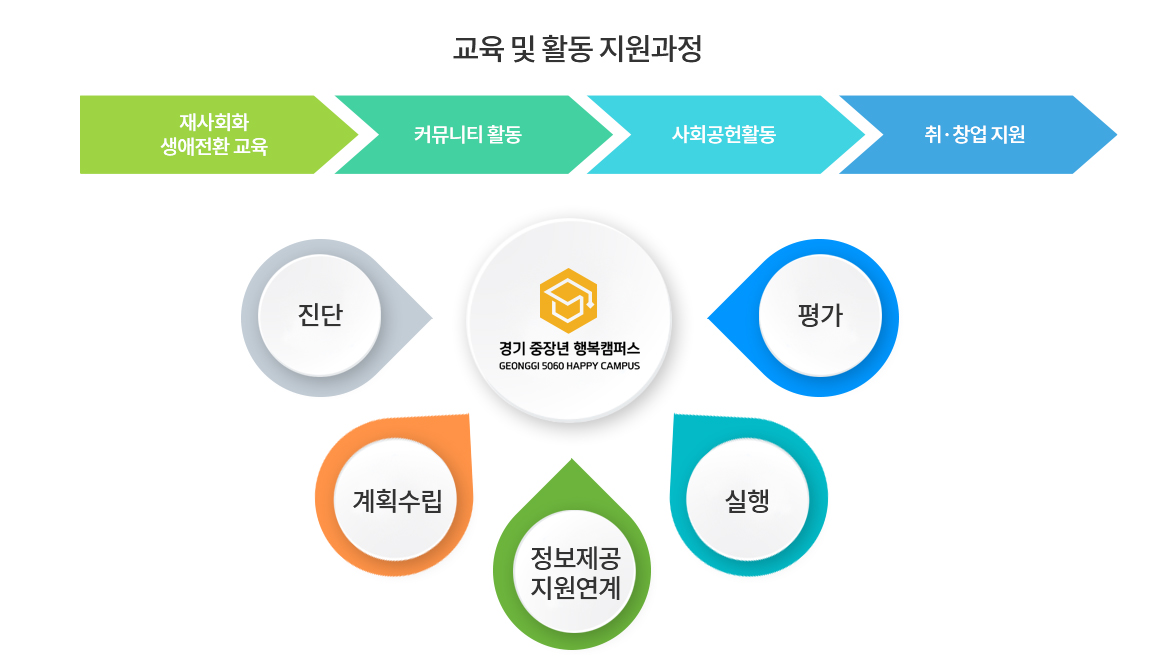 교육 및 활동 지원과정
재사회화
생애전환 교육
커뮤니티 활동
사회공헌활동
취·창업 지원
진단
경기 중장년 행복캠퍼스
GEONGGI 5060 HAPPY CAMPUS
평가
계획수립
실행
정보제공
지원연계